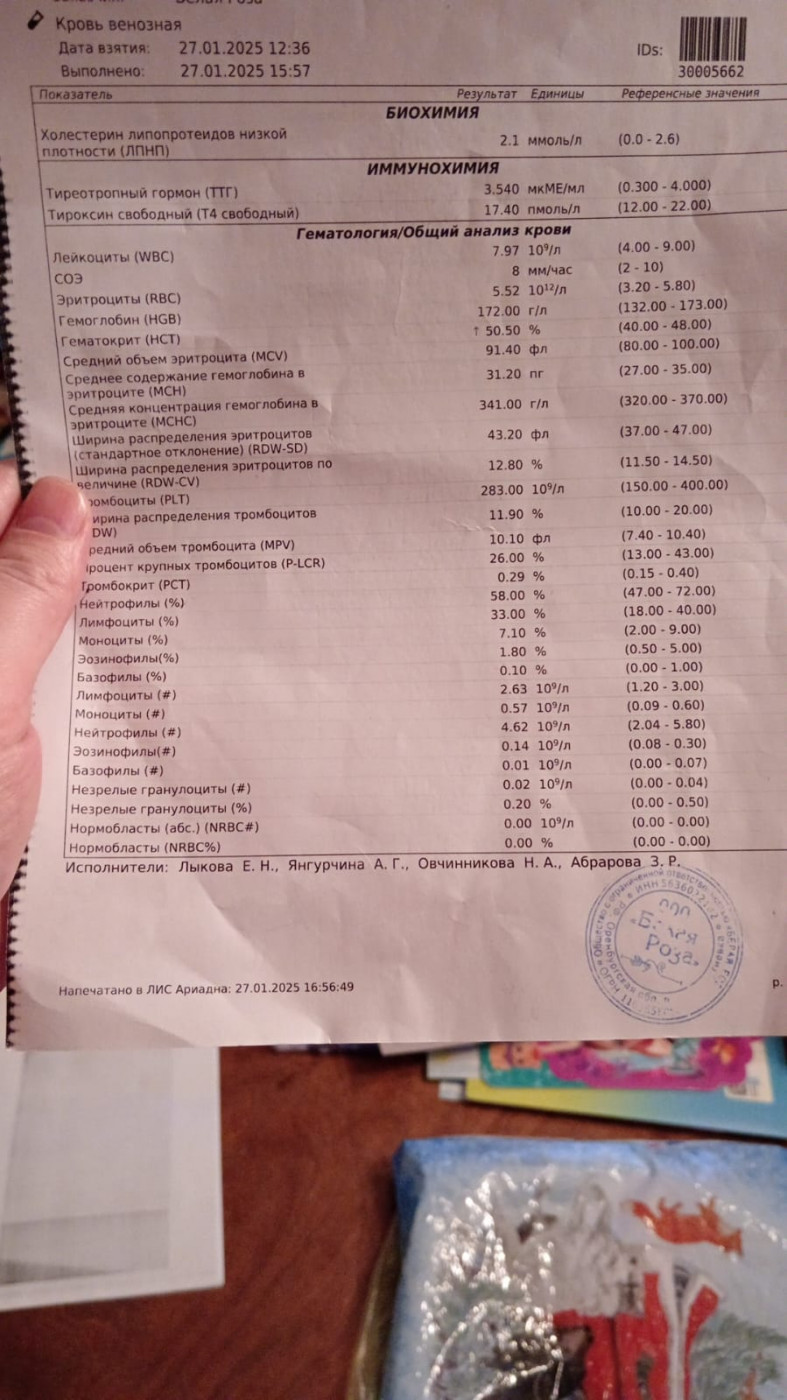 Кровь венозная
Дата взятия: 27.01.2025 12:36
Выполнено: 27.01.2025 15:57
IDs:
30005662
Показатель Результат Единицы Референсные значения
БИОХИМИЯ
Холестерин липопротеидов низкой
плотности (ЛПНП) 2.1 ммоль/л (0.0 - 2.6)
ИММУНОХИМИЯ
Тиреотропный гормон (ТТГ) 3.540 мкМЕ/мл (0.300 - 4.000)
Тироксин свободный (Т4 свободный) 17.40 пмоль/л (12.00 - 22.00)
Гематология/Общий анализ крови
Лейкоциты (WBC) 7.97 10⁹/л (4.00 - 9.00)
СОЭ 8 мм/час (2 - 10)
Эритроциты (RBC) 5.52 10¹²/л (3.20 - 5.80)
Гемоглобин (HGB) 172.00 г/л (132.00 - 173.00)
Гематокрит (HCT) ↑ 50.50 % (40.00 - 48.00)
Средний объем эритроцита (MCV) 91.40 фл (80.00 - 100.00)
Среднее содержание гемоглобина в
эритроците (MCH) 31.20 пг (27.00 - 35.00)
Средняя концентрация гемоглобина в
эритроците (MCHC) 341.00 г/л (320.00 - 370.00)
Ширина распределения эритроцитов
(стандартное отклонение) (RDW-SD) 43.20 фл (37.00 - 47.00)
Ширина распределения эритроцитов по
величине (RDW-CV) 12.80 % (11.50 - 14.50)
ромбоциты (PLT) 283.00 10⁹/л (150.00 - 400.00)
ирина распределения тромбоцитов
DW) 11.90 % (10.00 - 20.00)
редний объем тромбоцита (MPV) 10.10 фл (7.40 - 10.40)
роцент крупных тромбоцитов (P-LCR) 26.00 % (13.00 - 43.00)
Тромбокрит (PCT) 0.29 % (0.15 - 0.40)
Нейтрофилы (%) 58.00 % (47.00 - 72.00)
Лимфоциты (%) 33.00 % (18.00 - 40.00)
Моноциты (%) 7.10 % (2.00 - 9.00)
Эозинофилы(%) 1.80 % (0.50 - 5.00)
Базофилы (%) 0.10 % (0.00 - 1.00)
Лимфоциты (#) 2.63 10⁹/л (1.20 - 3.00)
Моноциты (#) 0.57 10⁹/л (0.09 - 0.60)
Нейтрофилы (#) 4.62 10⁹/л (2.04 - 5.80)
Эозинофилы(#) 0.14 10⁹/л (0.08 - 0.30)
Базофилы (#) 0.01 10⁹/л (0.00 - 0.07)
Незрелые гранулоциты (#) 0.02 10⁹/л (0.00 - 0.04)
Незрелые гранулоциты (%) 0.20 % (0.00 - 0.50)
Нормобласты (абс.) (NRBC#) 0.00 10⁹/л (0.00 - 0.00)
Нормобласты (NRBC%) 0.00 % (0.00 - 0.00)
Исполнители: Лыкова Е. Н., Янгурчина А. Г., Овчинникова Н. А., Абрарова З. Р.
ООО
Роза
Напечатано в ЛИС Ариадна: 27.01.2025 16:56:49
р.